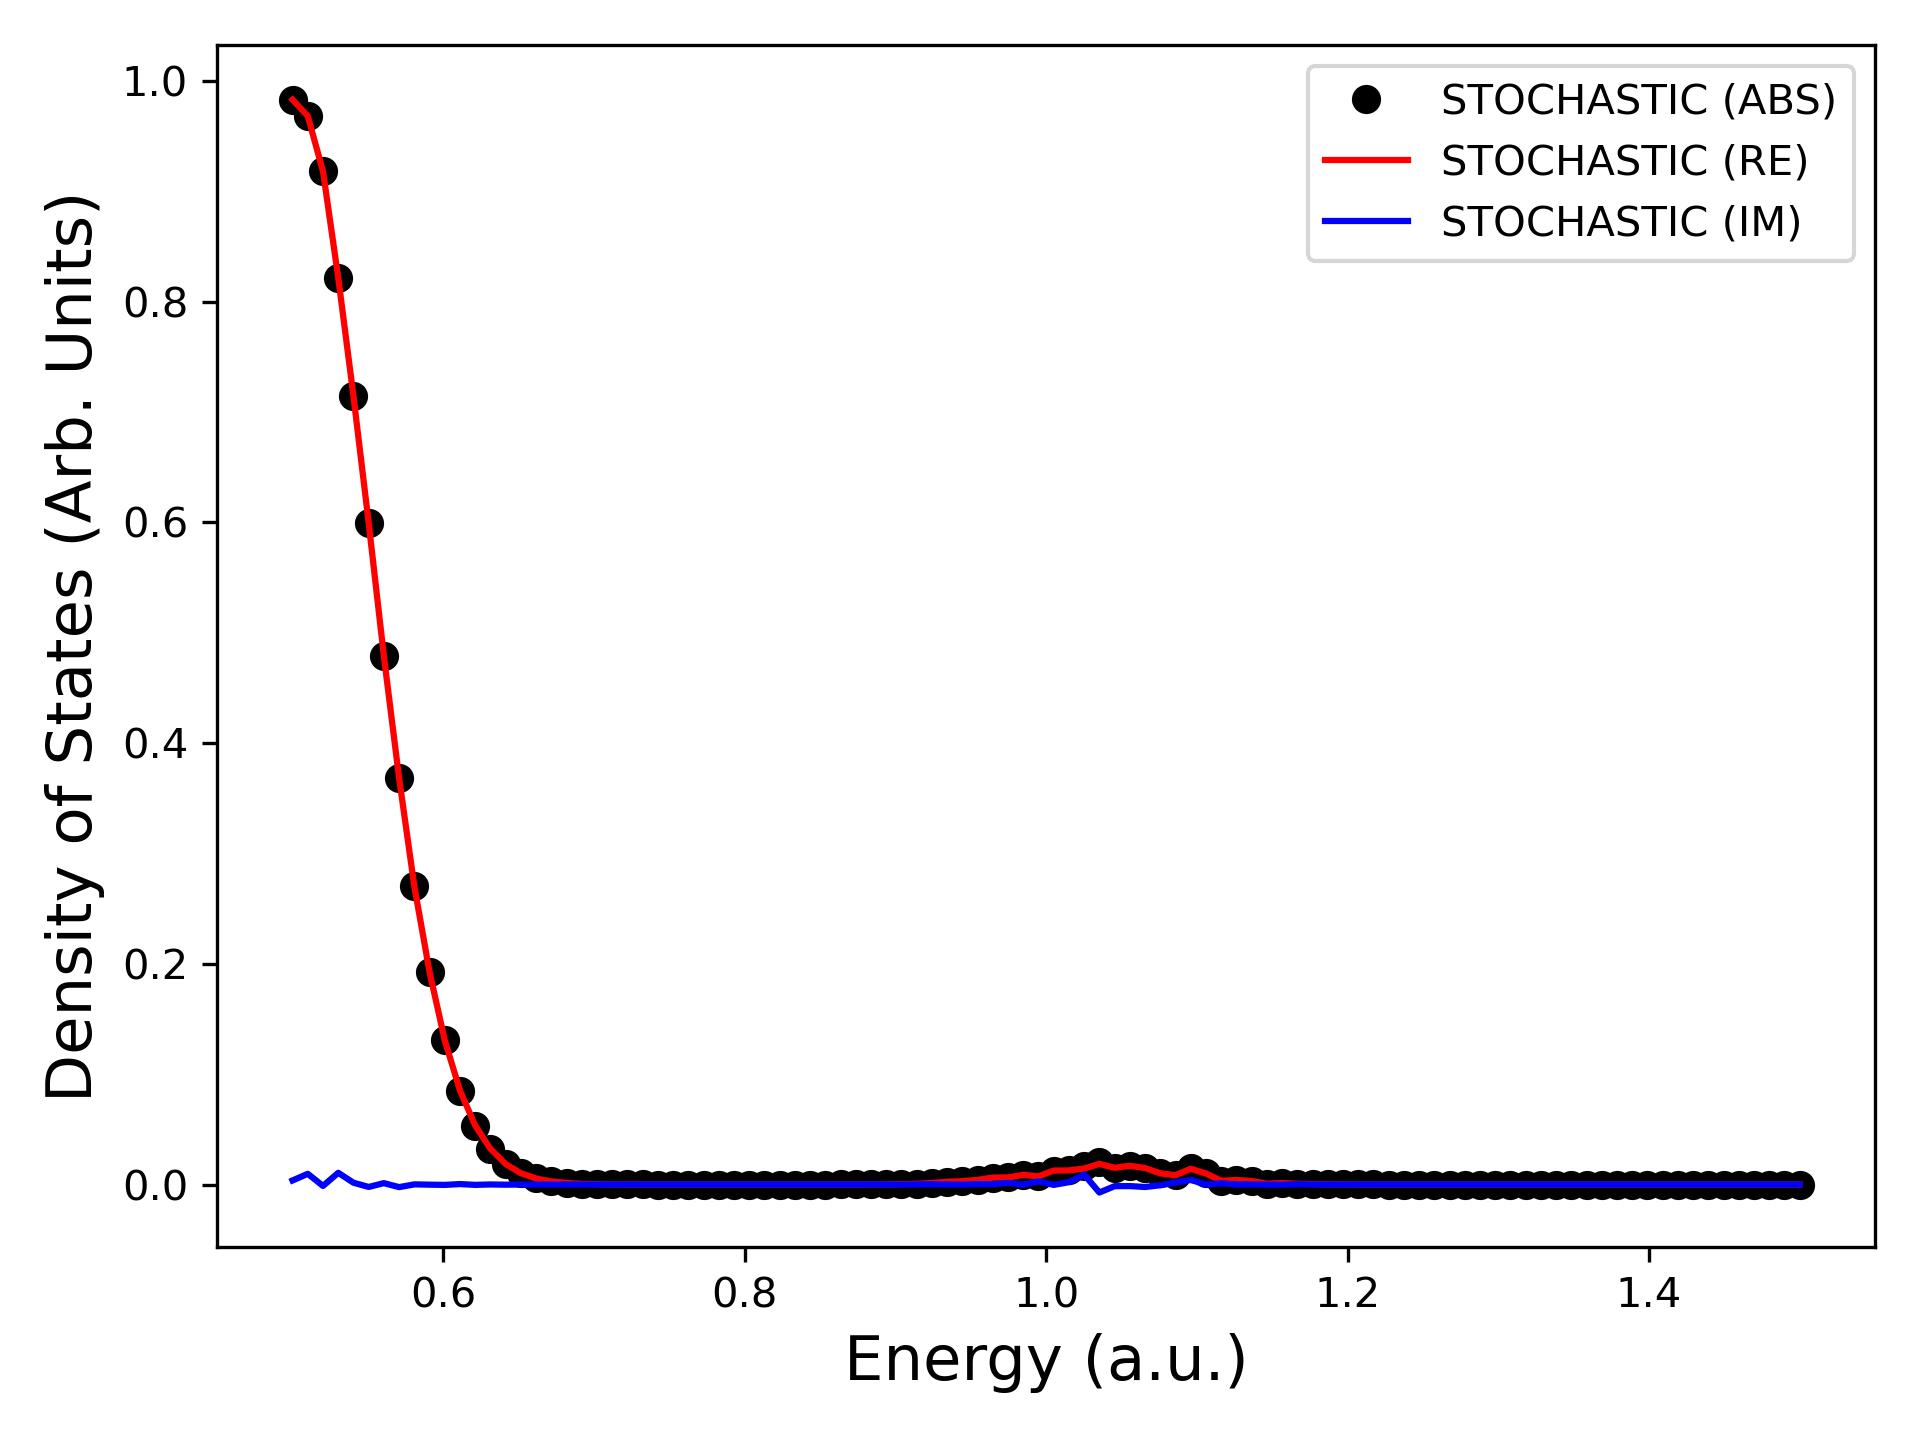 Density of States (Arb. Units)
1.0
0.8
0.6
0.4
0.2
0.0
STOCHASTIC (ABS)
STOCHASTIC (RE)
STOCHASTIC (IM)
0.6 0.8 1.0 1.2 1.4
Energy (a.u.)